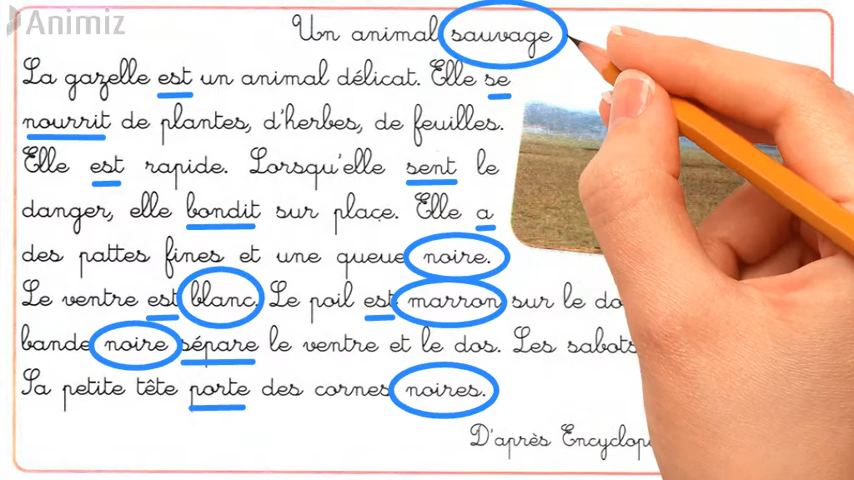 Animiz
Un animal sauvage
La gazelle est un animal délicat. Elle se
nourrit de plantes, d'herbes, de feuilles.
Elle est rapide. Lorsqu'elle sent le
danger, elle bondit sur place. Elle a
des pattes fines et une queue noire.
Le ventre est blanc. Le poil est marron sur le
bande noire sépare le ventre et le dos. Les sabots
Sa petite tête porte des cornes noires.
D'après